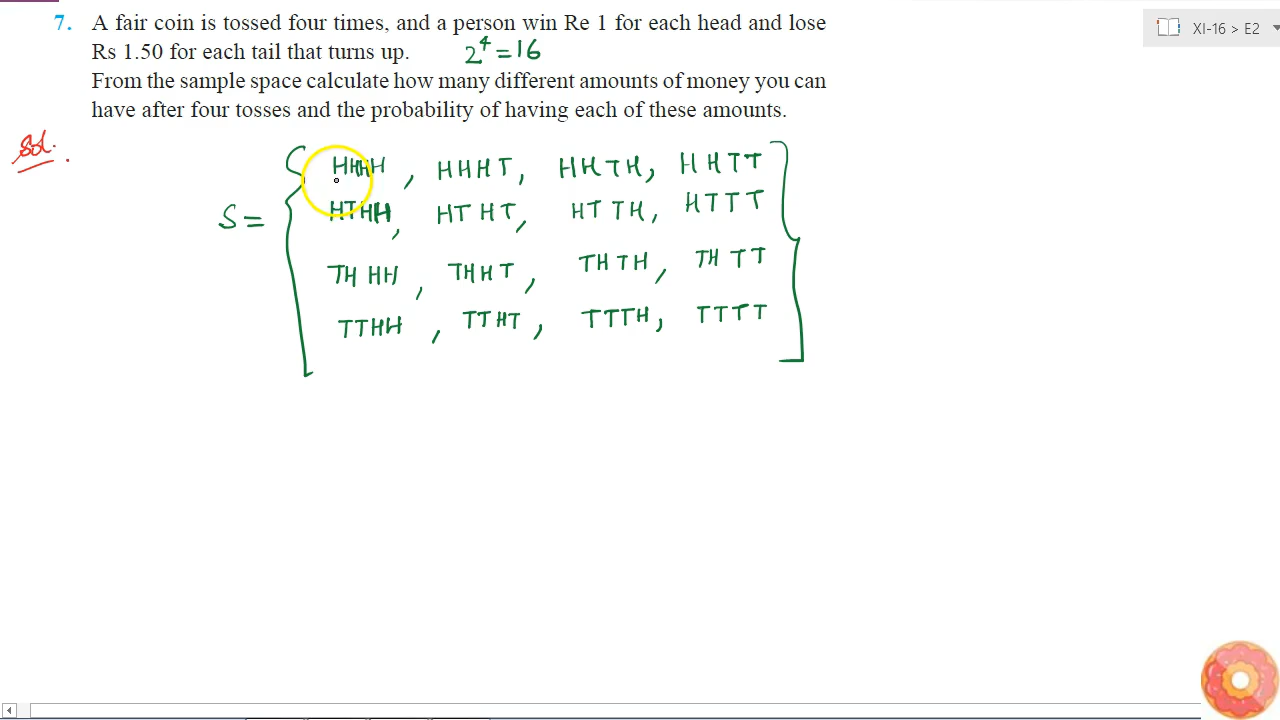 7. A fair coin is tossed four times, and a person win Re 1 for each head and lose
Rs 1.50 for each tail that turns up. 2⁴ = 16
From the sample space calculate how many different amounts of money you can
have after four tosses and the probability of having each of these amounts.
XI-16 > E2
Sol.
HHHH, HHHT, HHTH, HHTT
S =
HTHH, HTHT, HTTH, HTTT
THHH, THHT, THTH, THTT
TTHH, TTHT, TTTH, TTTT